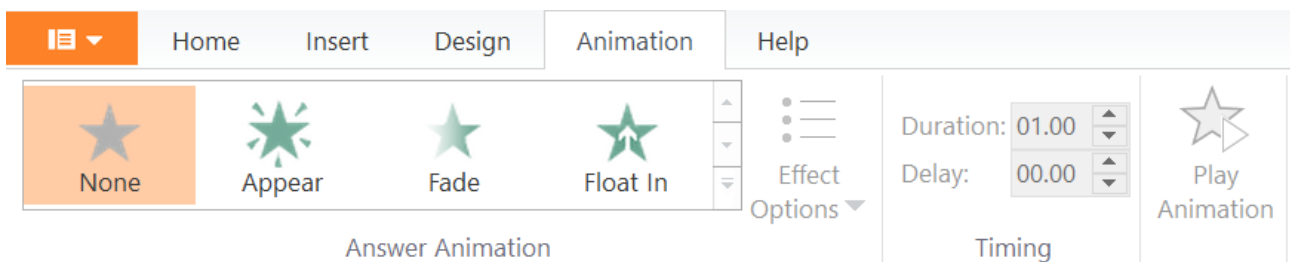 Home Insert Design Animation Help
None Appear Fade Float In
Effect
Options
Duration: 01.00
Delay: 00.00
Play
Animation
Answer Animation
Timing